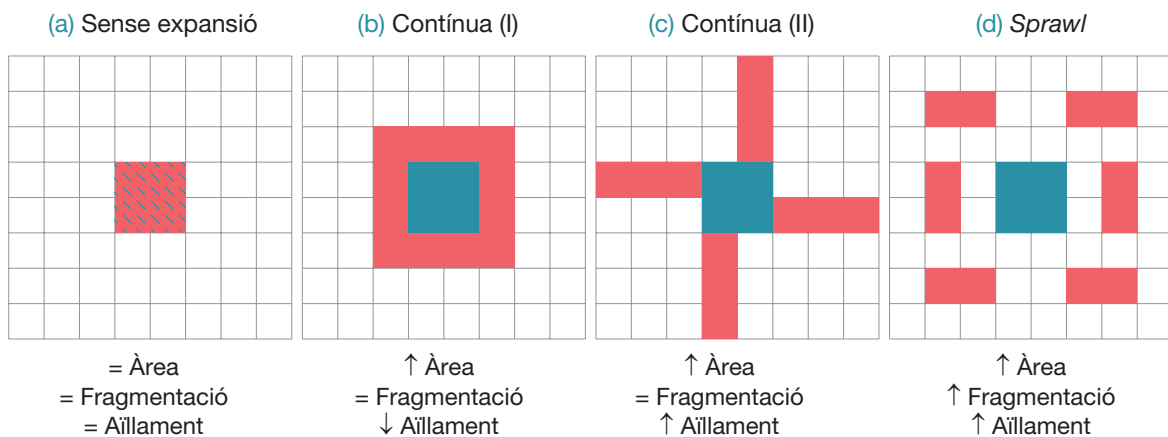 (a) Sense expansió
(b) Contínua (I)
(c) Contínua (II)
(d) Sprawl
= Àrea
= Fragmentació
= Aïllament
↑ Àrea
= Fragmentació
↓ Aïllament
↑ Àrea
= Fragmentació
↑ Aïllament
↑ Àrea
↑ Fragmentació
↑ Aïllament